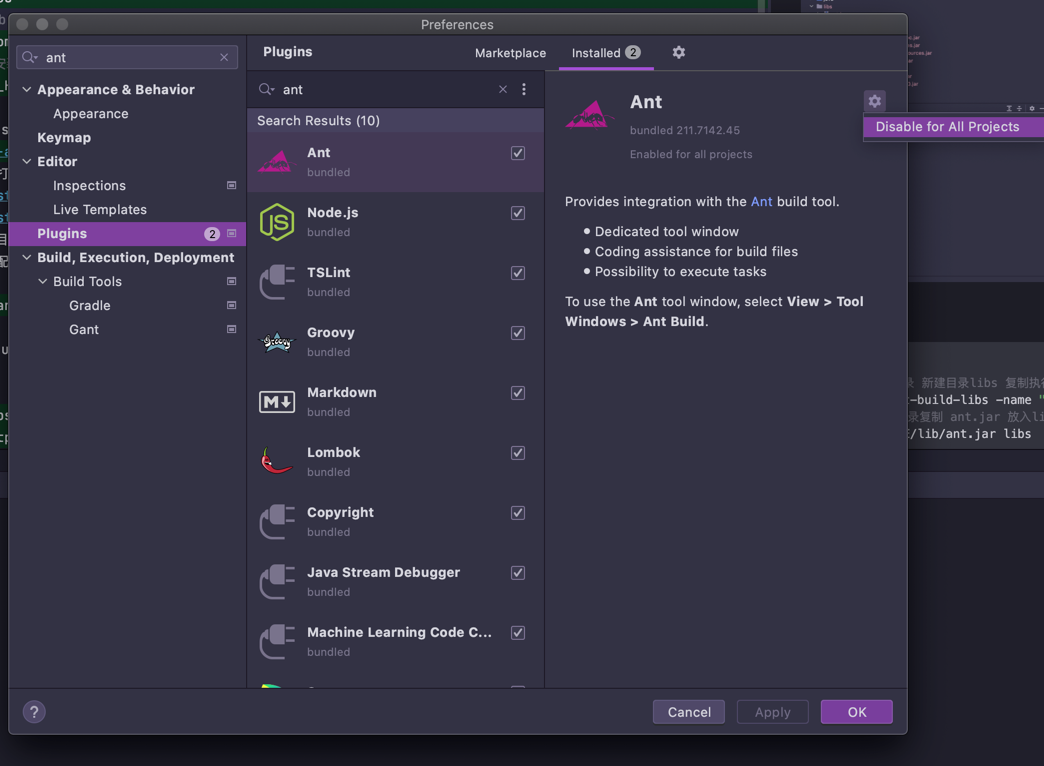 Preferences
ant
Appearance & Behavior
Appearance
Keymap
Editor
Inspections
Live Templates
Plugins
2
Build, Execution, Deployment
Build Tools
Gradle
Gant
Plugins
Marketplace
Installed 2
ant
Search Results (10)
Ant
bundled
Node.js
bundled
TSLint
bundled
Groovy
bundled
Markdown
bundled
Lombok
bundled
Copyright
bundled
Java Stream Debugger
bundled
Machine Learning Code C...
bundled
Ant
bundled 211.7142.45
Enabled for all projects
Disable for All Projects
Provides integration with the Ant build tool.
Dedicated tool window
Coding assistance for build files
Possibility to execute tasks
To use the Ant tool window, select View > Tool
Windows > Ant Build.
?
Cancel
Apply
OK
libs
录 新建目录libs 复制执行
-build-libs -name "
录复制 ant.jar 放入li
/lib/ant.jar libs